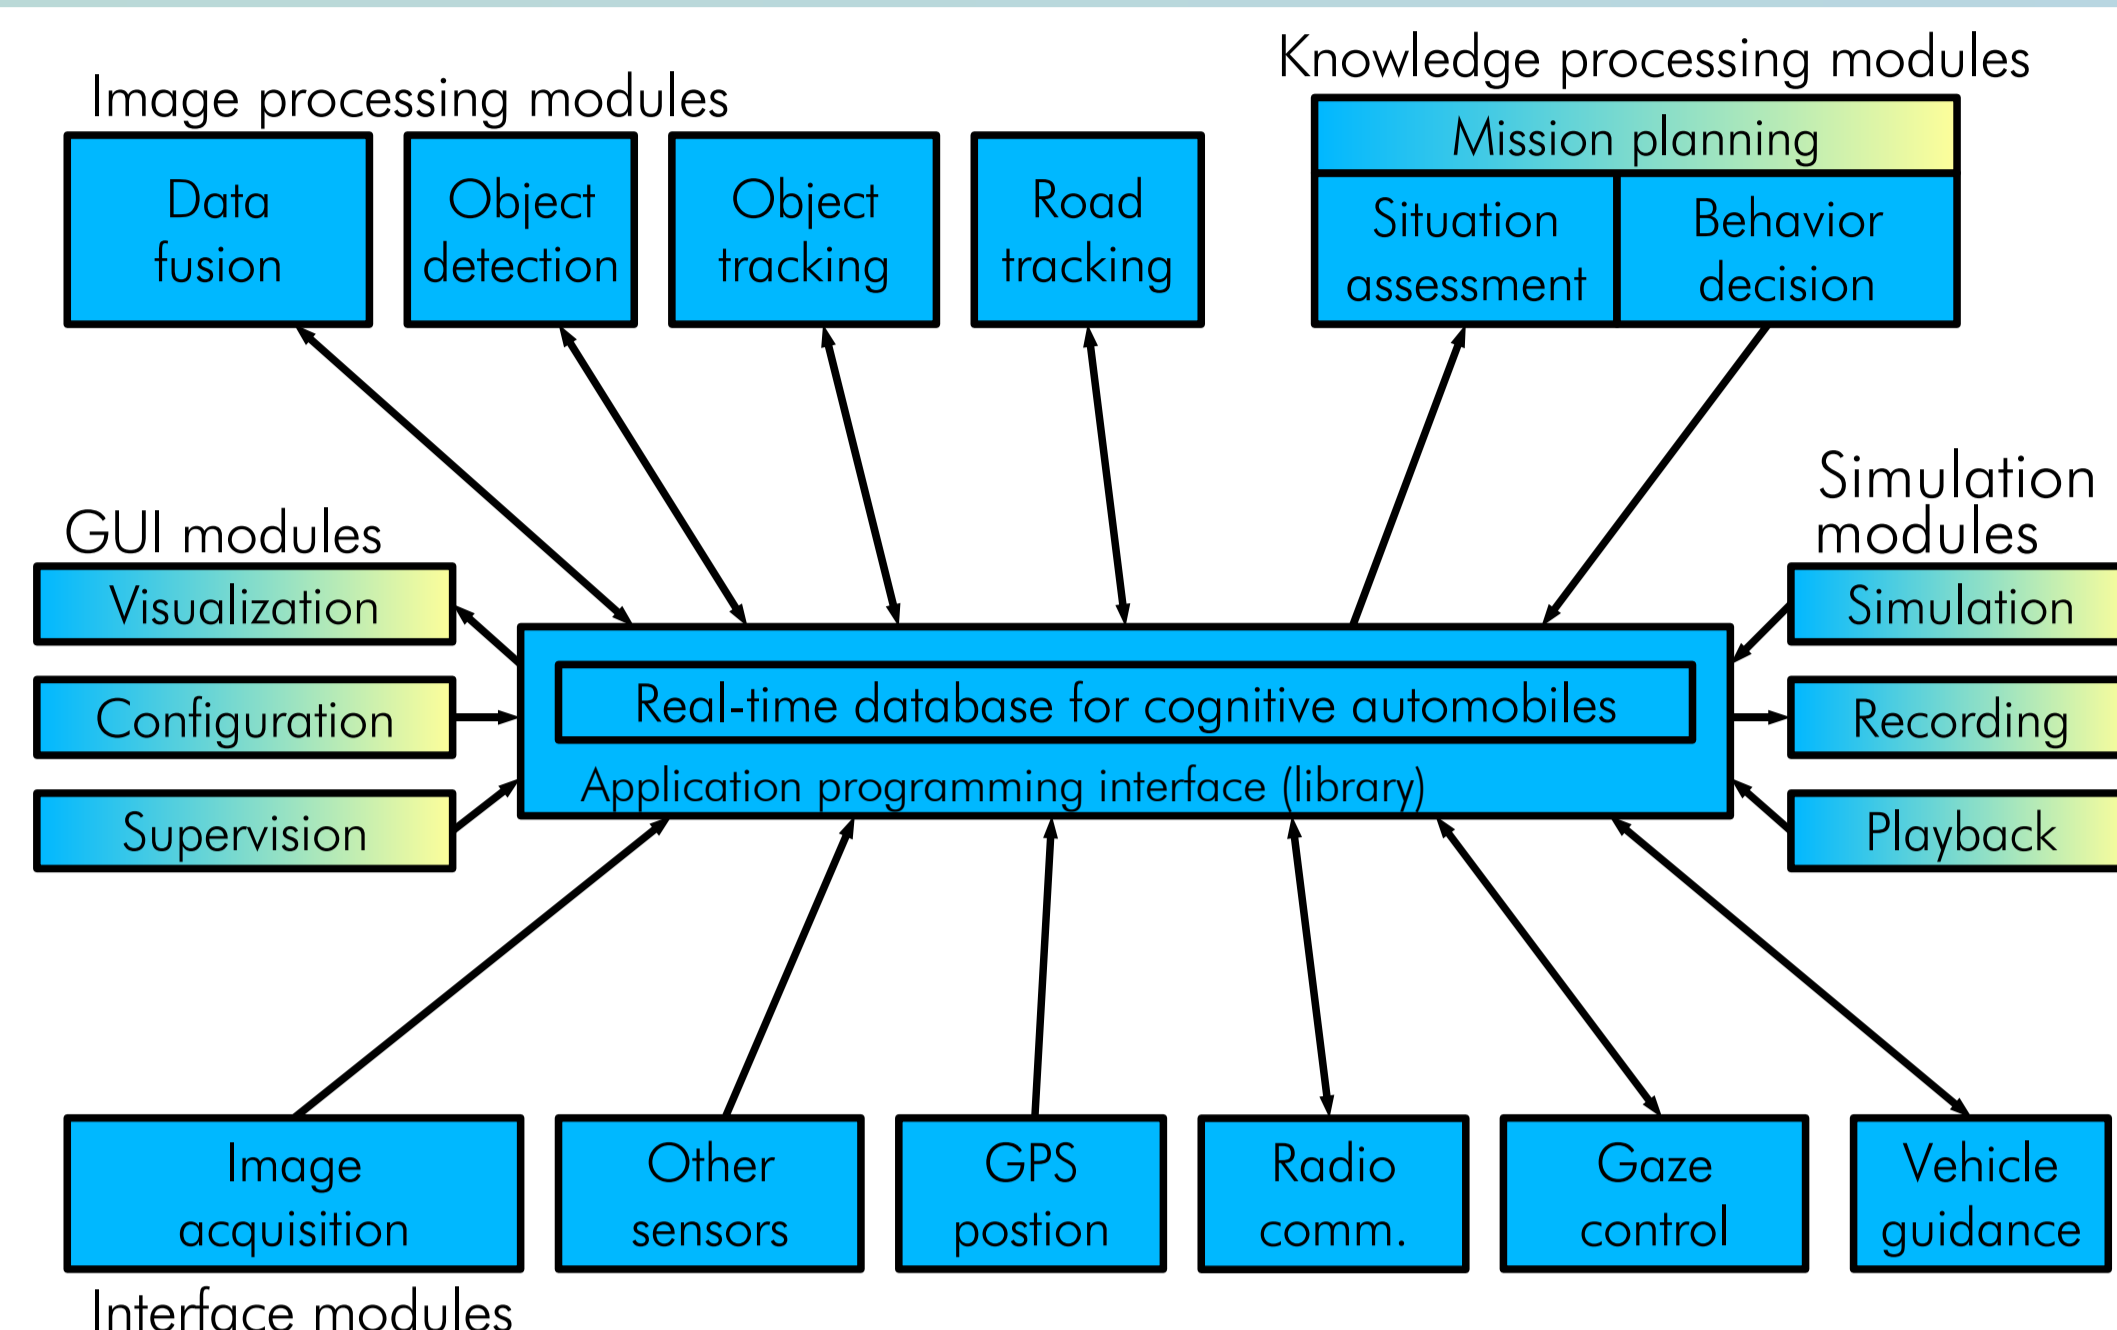 Knowledge processing modules
Image processing modules
Mission planning
Data
fusion
Object
detection
Object
tracking
Road
tracking
Situation
assessment
Behavior
decision
GUI modules
Simulation
modules
Visualization
Configuration
Supervision
Real-time database for cognitive automobiles
Application programming interface (library)
Simulation
Recording
Playback
Image
acquisition
Other
sensors
GPS
postion
Radio
comm.
Gaze
control
Vehicle
guidance
Interface modules